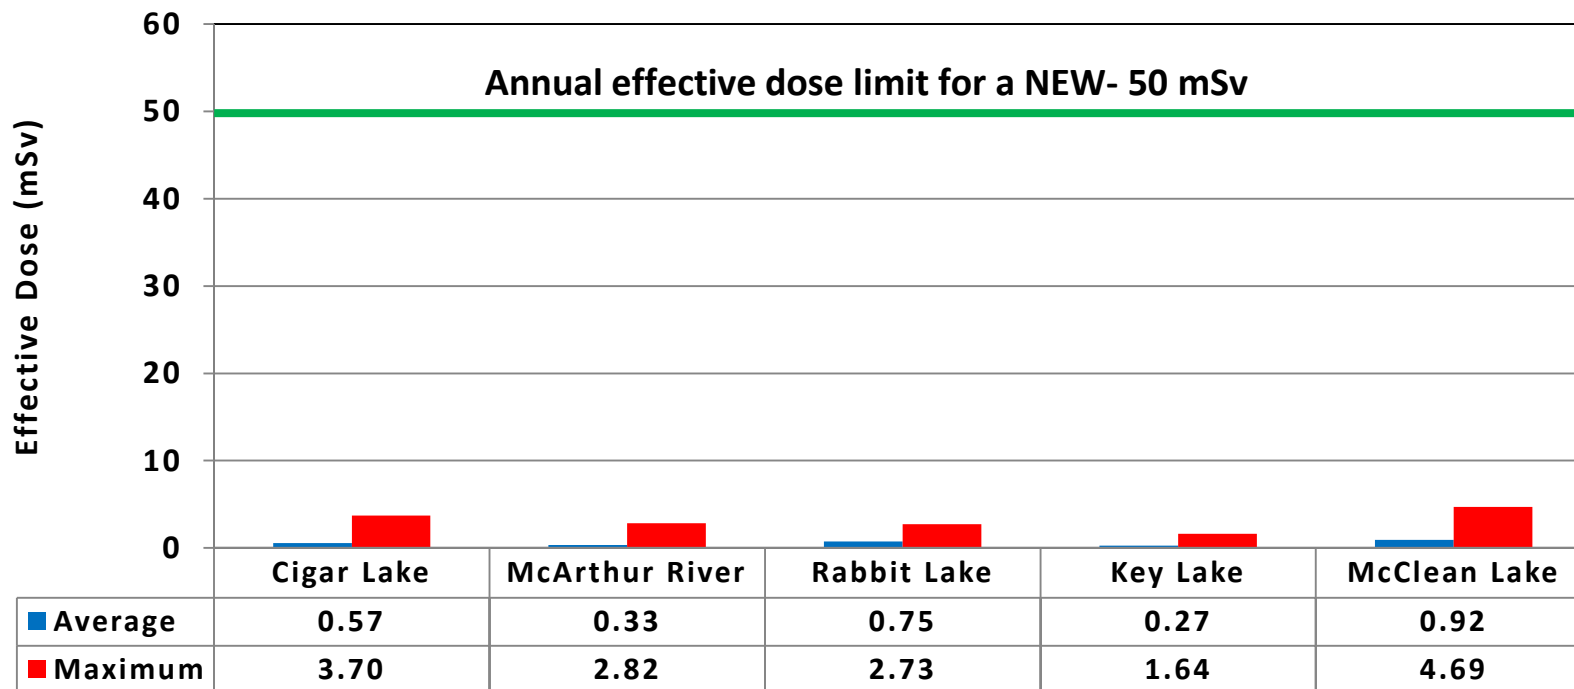 60
Annual effective dose limit for a NEW- 50 mSv
50
40
30
20
10
0
Effective Dose (mSv)
Cigar Lake McArthur River Rabbit Lake Key Lake McClean Lake
Average 0.57 0.33 0.75 0.27 0.92
Maximum 3.70 2.82 2.73 1.64 4.69